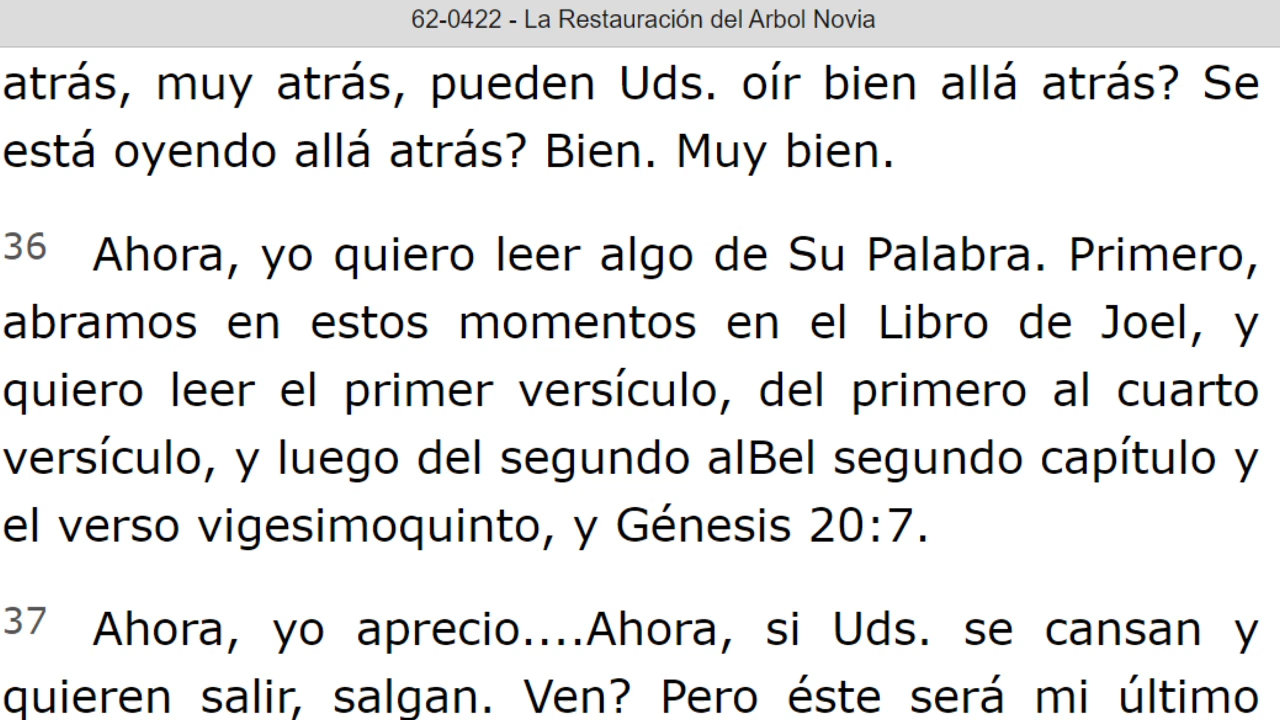 62-0422 - La Restauración del Arbol Novia
atrás, muy atrás, pueden Uds. oír bien allá atrás? Se
está oyendo allá atrás? Bien. Muy bien.
36 Ahora, yo quiero leer algo de Su Palabra. Primero,
abramos en estos momentos en el Libro de Joel, y
quiero leer el primer versículo, del primero al cuarto
versículo, y luego del segundo alBel segundo capítulo y
el verso vigesimoquinto, y Génesis 20:7.
37 Ahora, yo aprecio....Ahora, si Uds. se cansan y
quieren salir, salgan. Ven? Pero éste será mi último